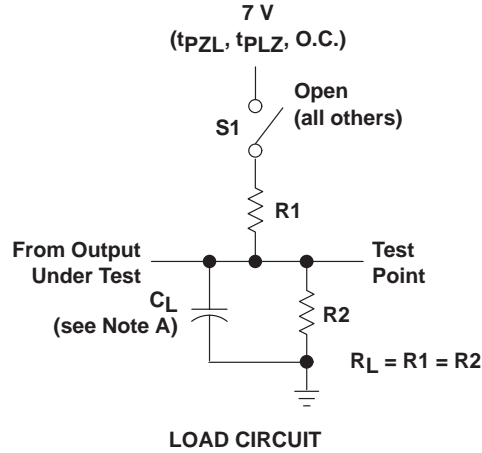 7 V
(tPZL, tPLZ, O.C.)
Open
(all others)
S1
R1
From Output
Under Test
Test
Point
CL
(see Note A)
R2
RL = R1 = R2
LOAD CIRCUIT